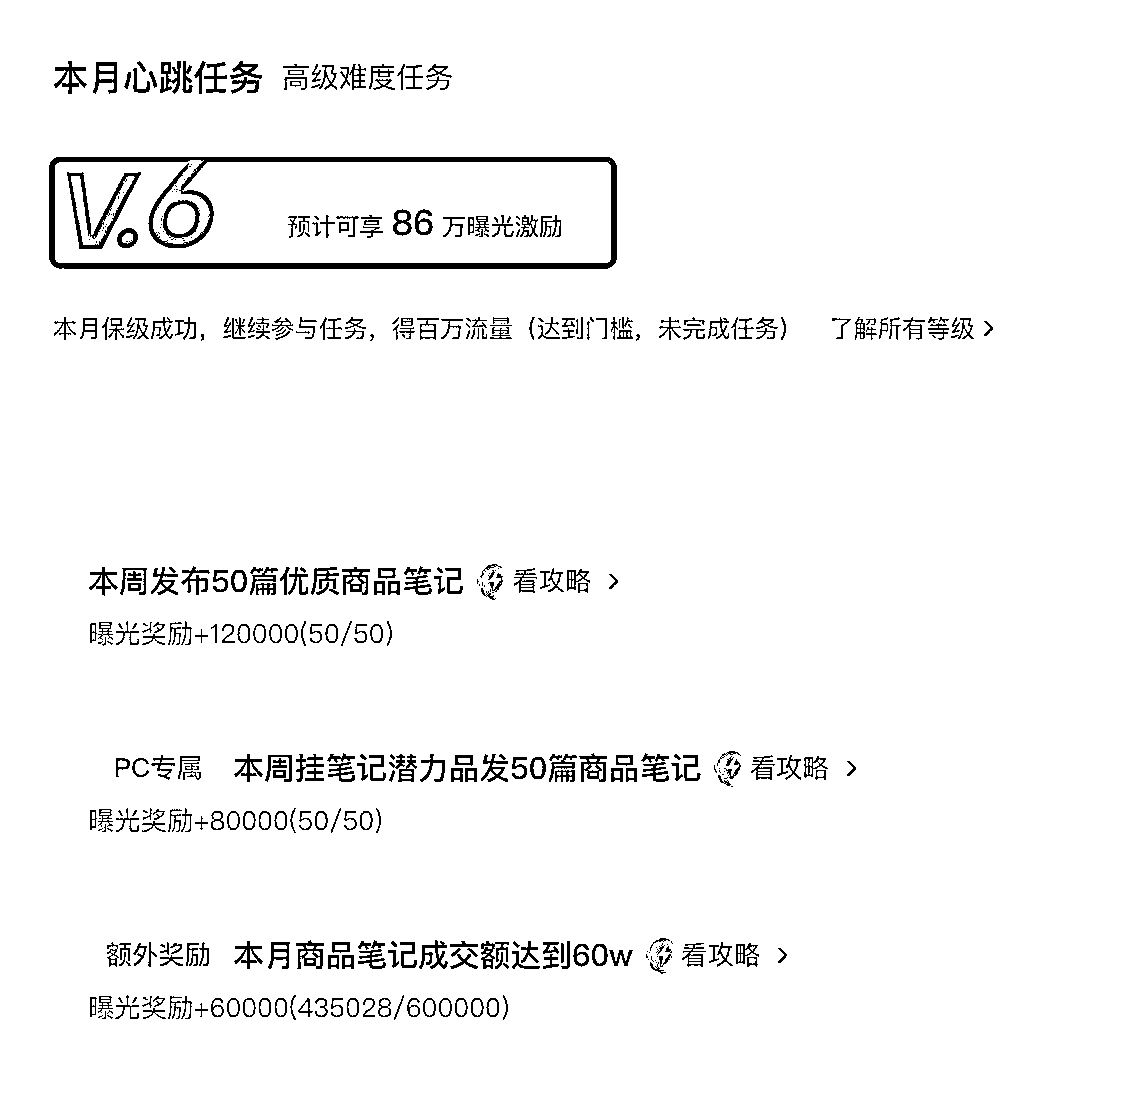 本月心跳任务 高级难度任务
V.6 预计可享 86 万曝光激励
本月保级成功，继续参与任务，得百万流量（达到门槛，未完成任务） 了解所有等级 >
本周发布50篇优质商品笔记 看攻略 >
曝光奖励+120000(50/50)
PC专属 本周挂笔记潜力品发50篇商品笔记 看攻略 >
曝光奖励+80000(50/50)
额外奖励 本月商品笔记成交额达到60w 看攻略 >
曝光奖励+60000(435028/600000)